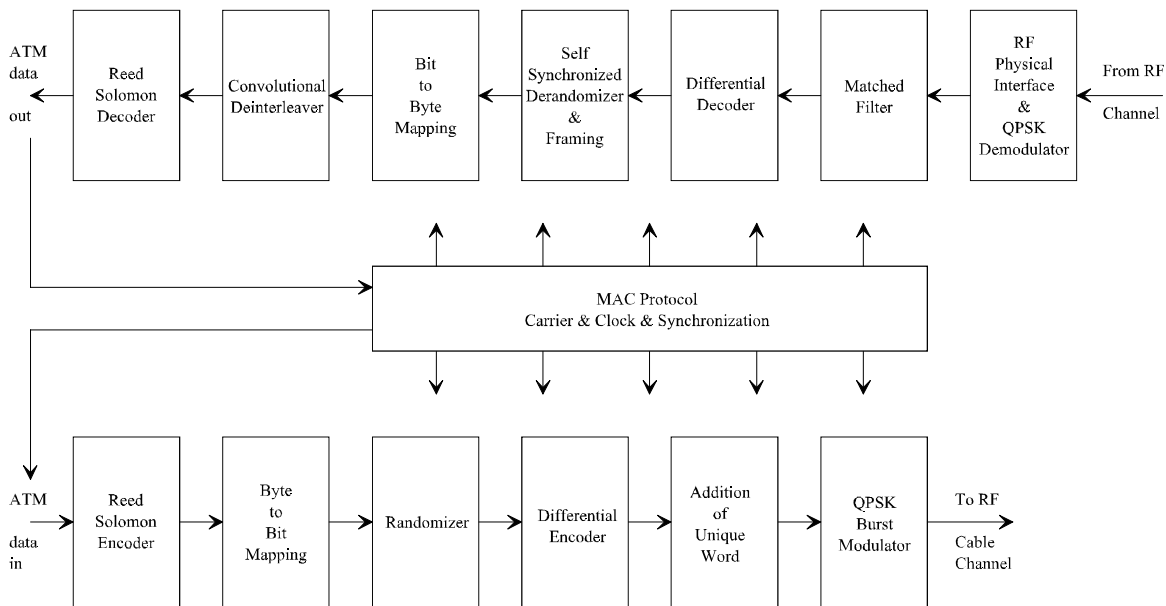 ATM
data
out
Reed
Solomon
Decoder
Convolutional
Deinterleaver
Bit
to
Byte
Mapping
Self
Synchronized
Derandomizer
&
Framing
Differential
Decoder
Matched
Filter
RF
Physical
Interface
&
QPSK
Demodulator
From RF
Channel
MAC Protocol
Carrier & Clock & Synchronization
ATM
data
in
Reed
Solomon
Encoder
Byte
to
Bit
Mapping
Randomizer
Differential
Encoder
Addition
of
Unique
Word
QPSK
Burst
Modulator
To RF
Cable
Channel